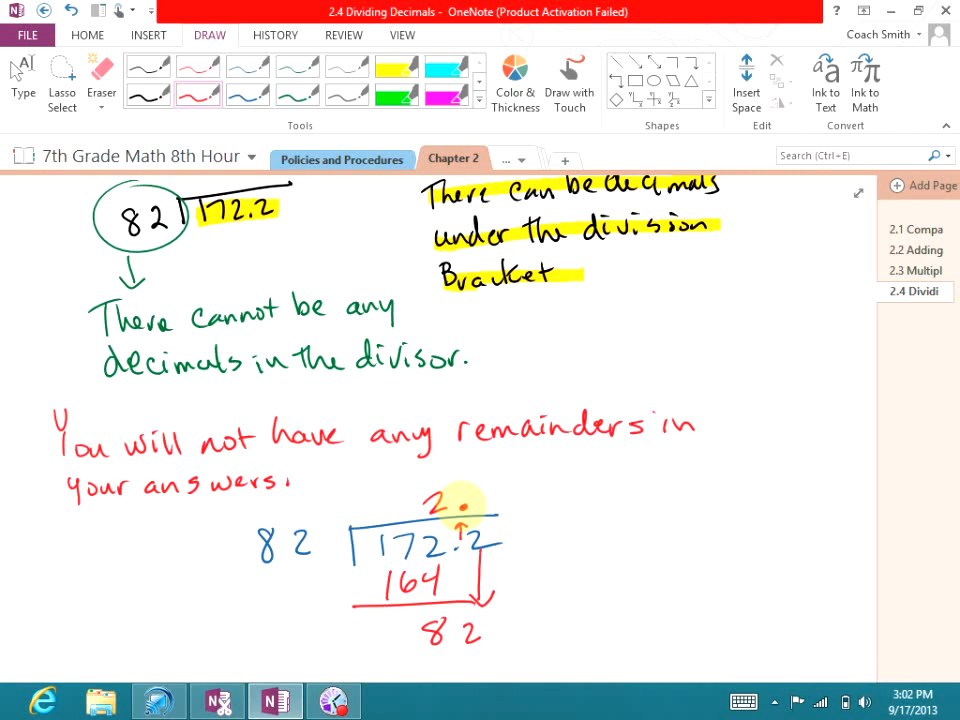 2.4 Dividing Decimals - OneNote (Product Activation Failed)
FILE HOME INSERT DRAW HISTORY REVIEW VIEW Coach Smith
Type Lasso Select Eraser Color & Thickness Draw with Touch Insert Space Ink to Text Ink to Math
Tools Shapes Edit Convert
7th Grade Math 8th Hour Policies and Procedures Chapter 2 ... Search (Ctrl+E)
Add Page
2.1 Compa
2.2 Adding
2.3 Multipl
2.4 Dividi
82 172.2
There can be decimals
under the division
Bracket
There cannot be any
decimals in the divisor.
You will not have any remainders in
your answers.
2.
82 172.2
164
82
3:02 PM
9/17/2013